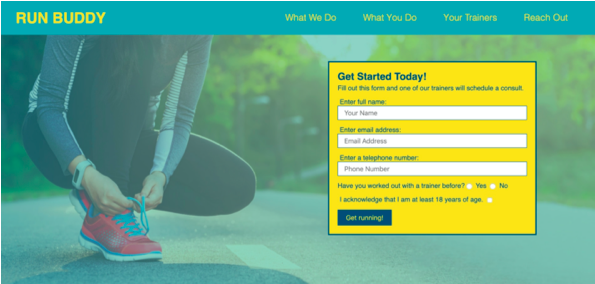 RUN BUDDY
What We Do
What You Do
Your Trainers
Reach Out
Get Started Today!
Fill out this form and one of our trainers will schedule a consult.
Enter full name:
Your Name
Enter email address:
Email Address
Enter a telephone number:
Phone Number
Have you worked out with a trainer before? Yes No
I acknowledge that I am at least 18 years of age.
Get running!